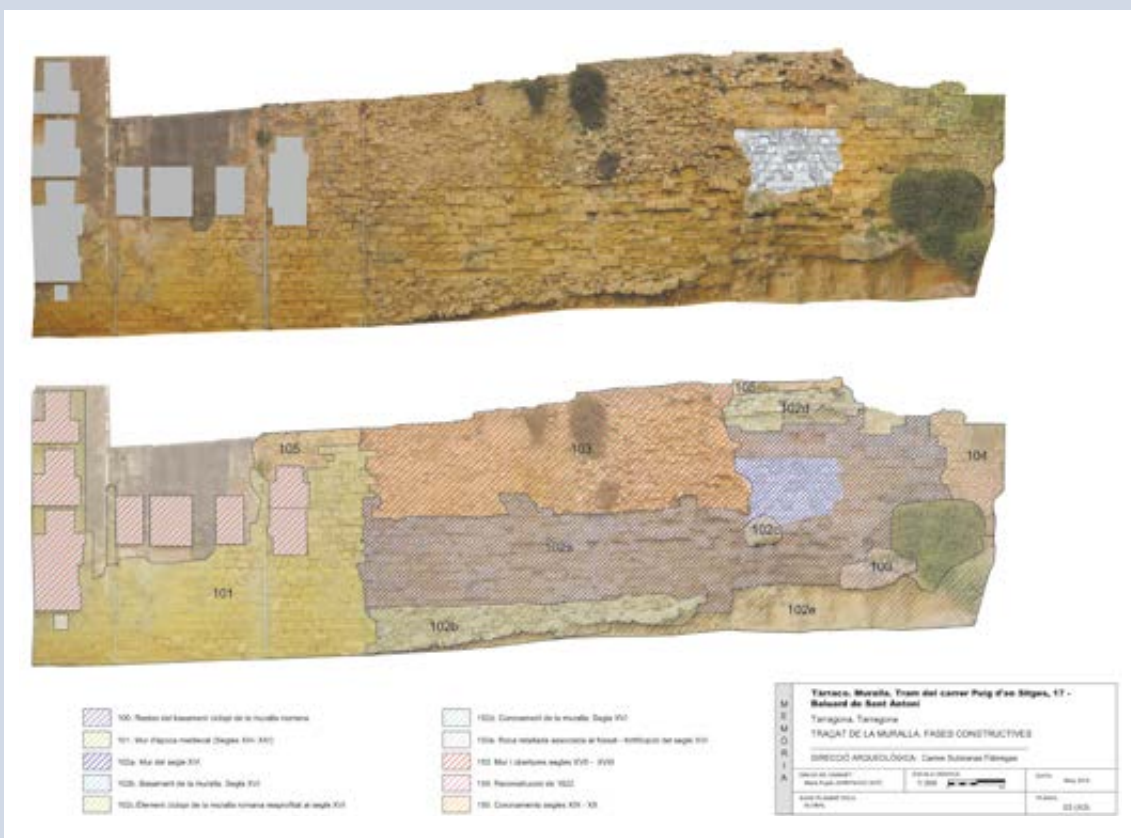 105
102d
105
103
104
102c
102a
100
101
102e
102b
100. Restes del basament ciclopi de la muralla romana
101. Mur d'època medieval (Segles XIII- XIV)
102a. Mur del segle XVI
102b. Basament de la muralla. Segle XVI
102c. Element ciclopi de la muralla romana reaprofitat al segle XVI
102d. Coronament de la muralla. Segle XVI
102e. Roca retallada associada al fossat - fortificació del segle XVI
103. Mur i obertures segles XVII - XVIII
104. Reconstrucció de 1922
105. Coronaments segles XIX - XX
MEMÒRIA
Tàrraco. Muralla. Tram del carrer Puig d'en Sitges, 17 -
Baluard de Sant Antoni
Tarragona. Tarragona
TRAÇAT DE LA MURALLA. FASES CONSTRUCTIVES
DIRECCIÓ ARQUEOLÒGICA: Carme Subiranas Fàbregas